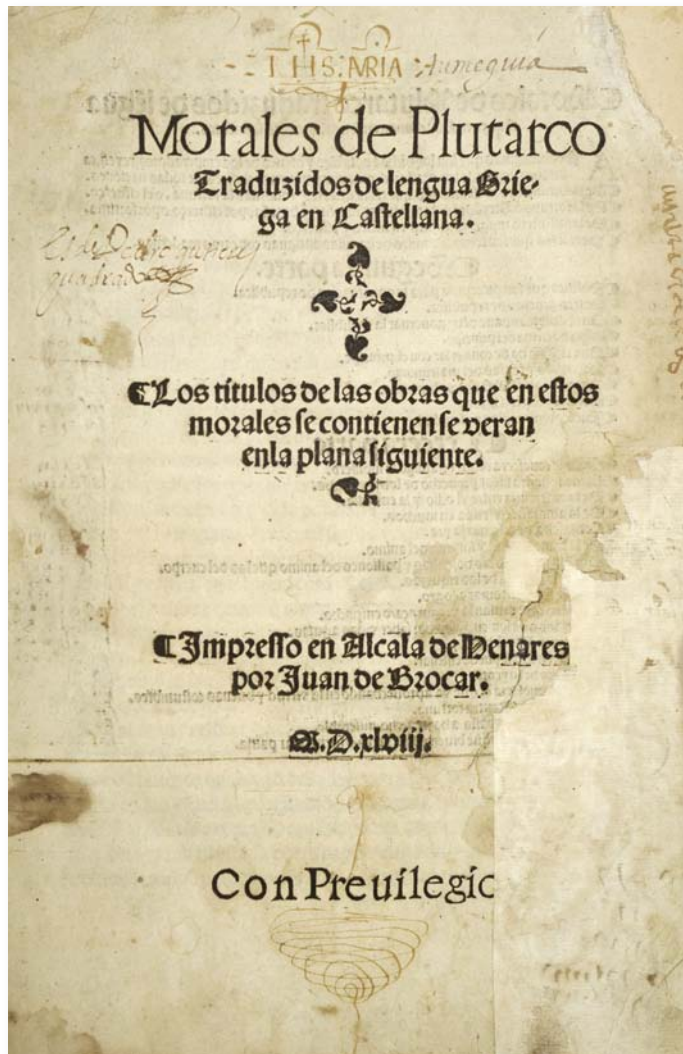 IHS MRIA
Morales de Plutarco
Traduzidos de lengua Grie-
ga en Castellana.
¶Los titulos de las obras que en estos
morales se contienen se veran
enla plana siguiente.
¶Impresso en Alcala de Henares
por Juan de Brocar.
M.D.xlviij.
Con Preuilegio